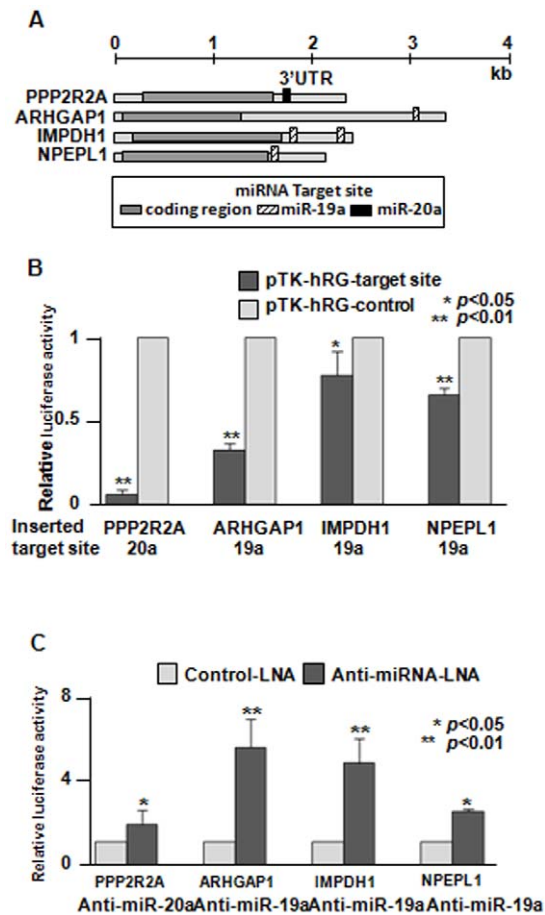 A
0 1 2 3 4
kb
3'UTR
PPP2R2A
ARHGAP1
IMPDH1
NPEPL1
miRNA Target site
coding region miR-19a miR-20a
B
pTK-hRG-target site
pTK-hRG-control
* p<0.05
** p<0.01
Relative luciferase activity
1
0.5
0
** ** * **
Inserted target site
PPP2R2A 20a
ARHGAP1 19a
IMPDH1 19a
NPEPL1 19a
C
Control-LNA Anti-miRNA-LNA
* p<0.05
** p<0.01
Relative luciferase activity
8
4
0
* ** ** *
PPP2R2A ARHGAP1 IMPDH1 NPEPL1
Anti-miR-20a Anti-miR-19a Anti-miR-19a Anti-miR-19a